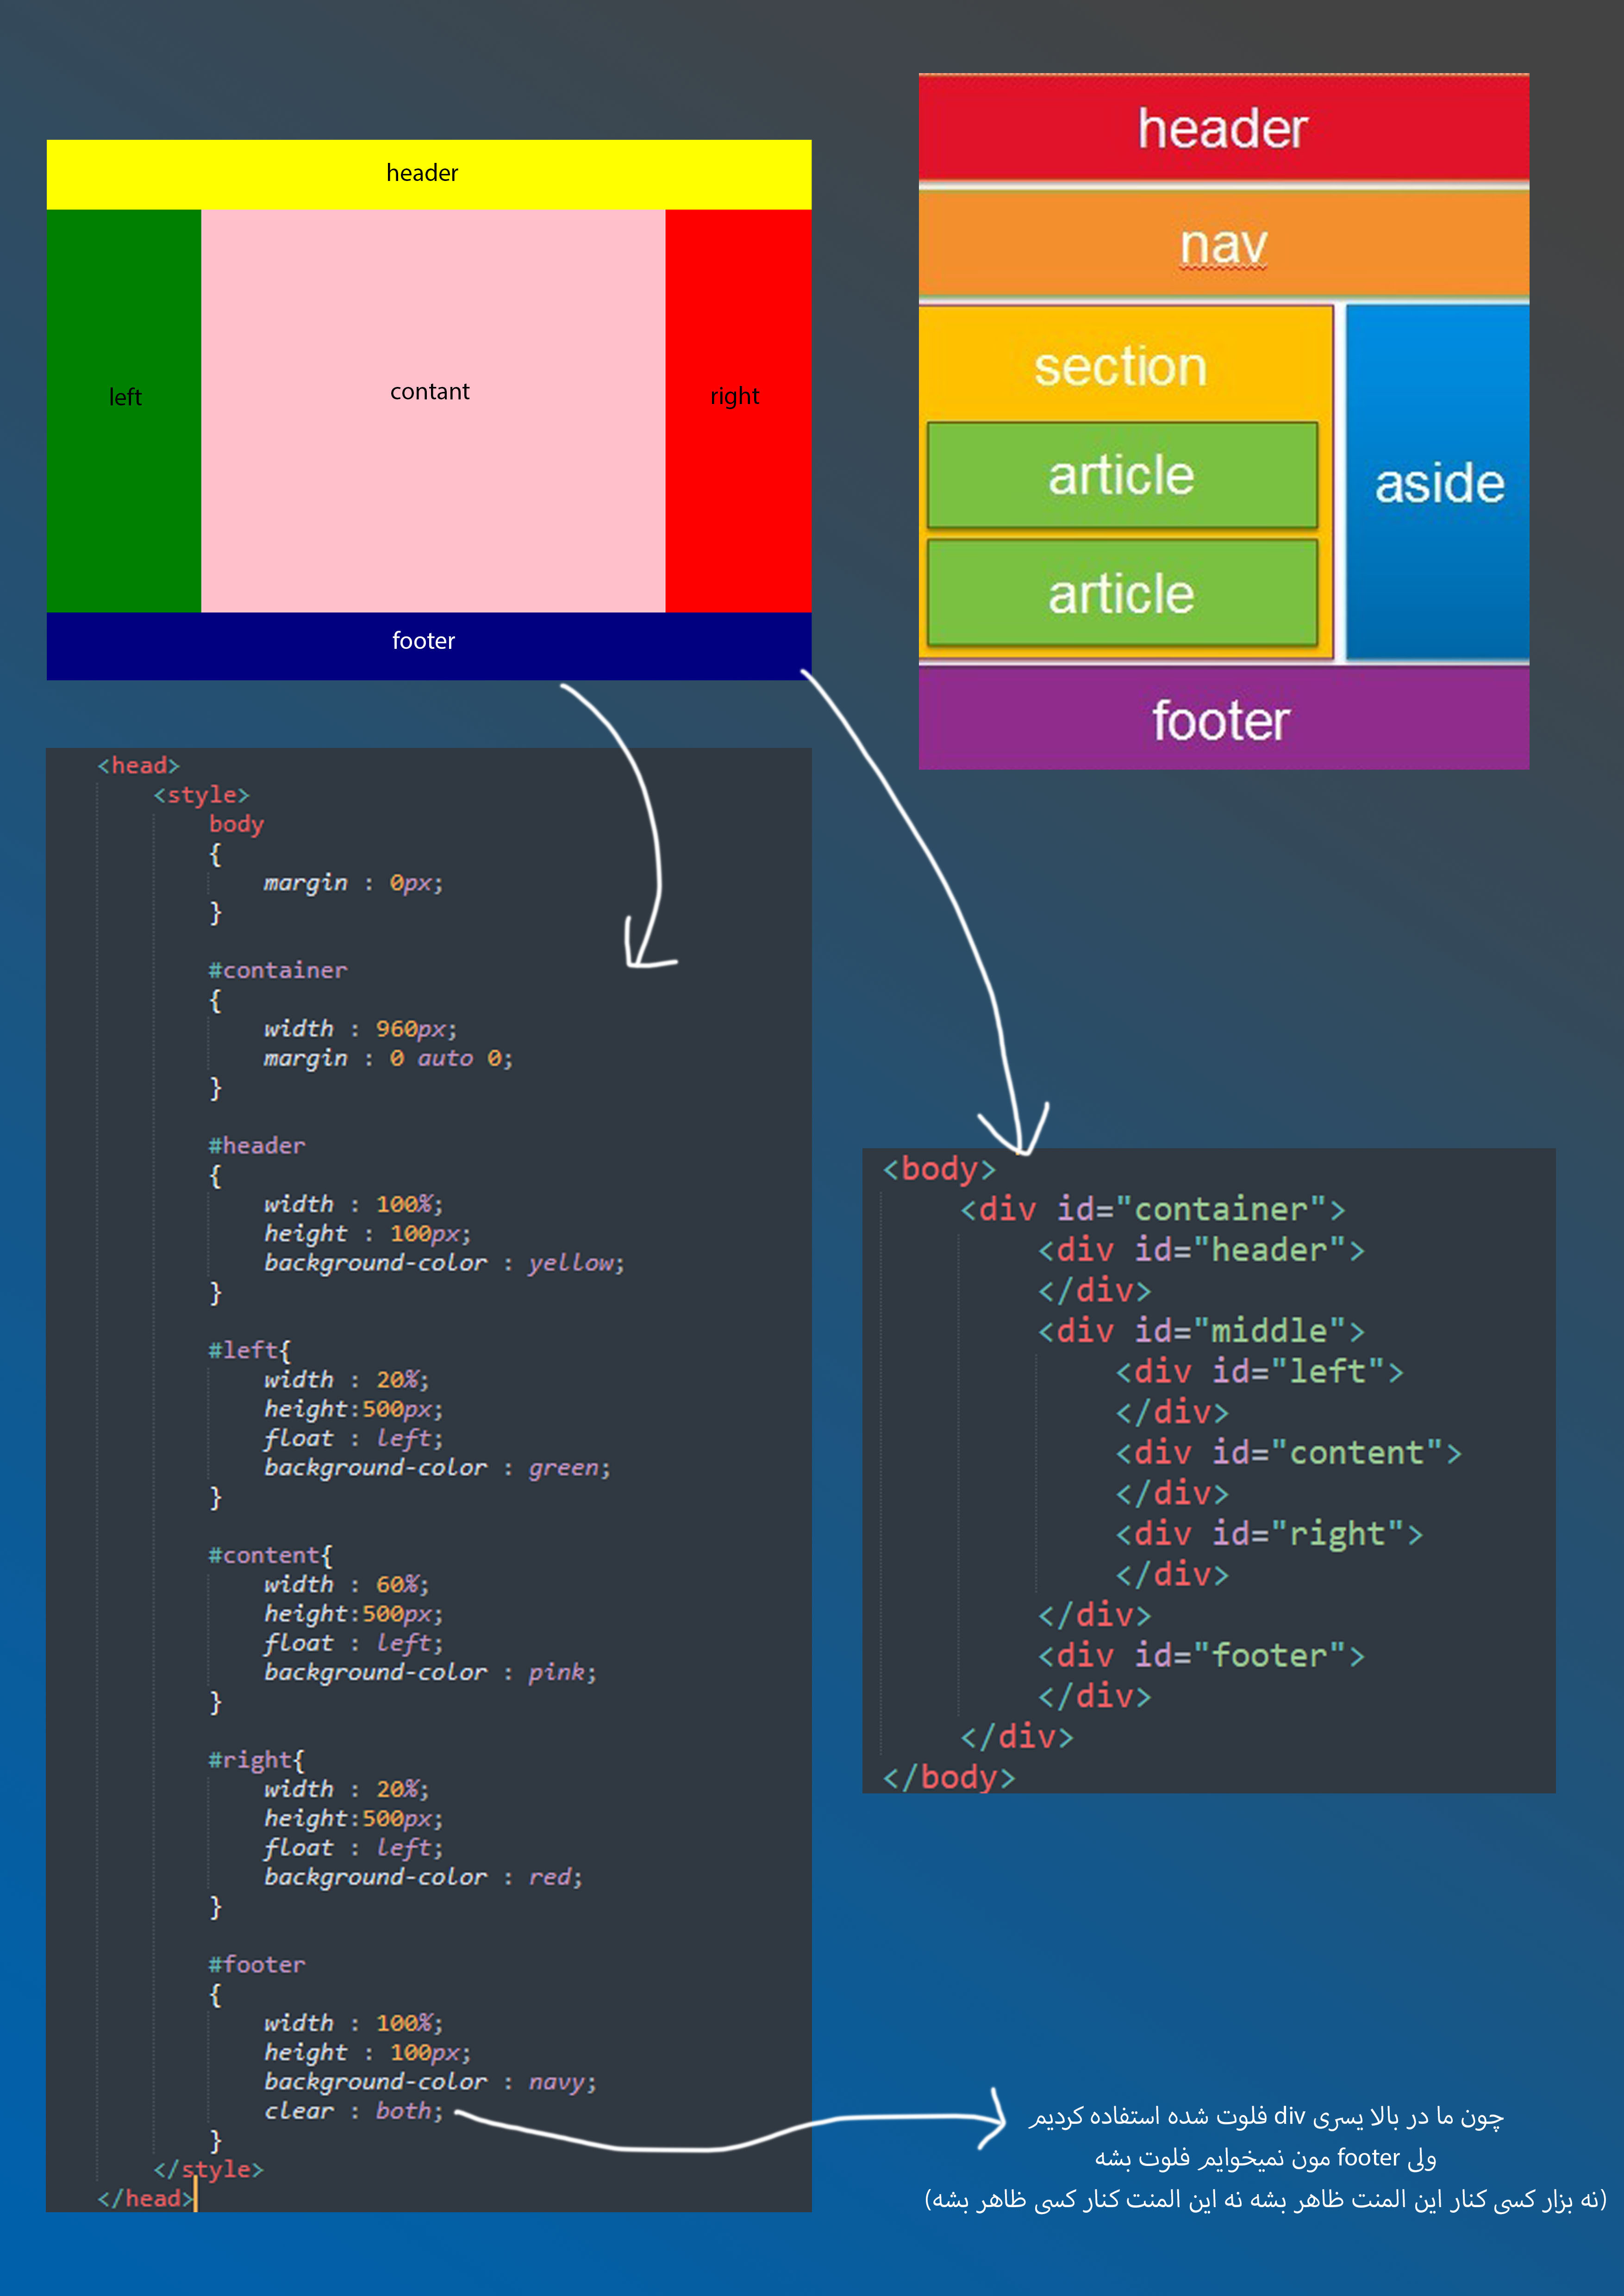 header
left
contant
right
footer
header
nav
section
article
article
aside
footer
<head>
<style>
body
{
margin : 0px;
}
#container
{
width : 960px;
margin : 0 auto 0;
}
#header
{
width : 100%;
height : 100px;
background-color : yellow;
}
#left{
width : 20%;
height:500px;
float : left;
background-color : green;
}
#content{
width : 60%;
height:500px;
float : left;
background-color : pink;
}
#right{
width : 20%;
height:500px;
float : left;
background-color : red;
}
#footer
{
width : 100%;
height : 100px;
background-color : navy;
clear : both;
}
</style>
</head>
<body>
<div id="container">
<div id="header">
</div>
<div id="middle">
<div id="left">
</div>
<div id="content">
</div>
<div id="right">
</div>
</div>
<div id="footer">
</div>
</div>
</body>
چون ما در بالا یسری div فلوت شده استفاده کردیم
ولی footer مون نمیخوایم فلوت بشه
(نه بزار کسی کنار این المنت ظاهر بشه نه این المنت کنار کسی ظاهر بشه)